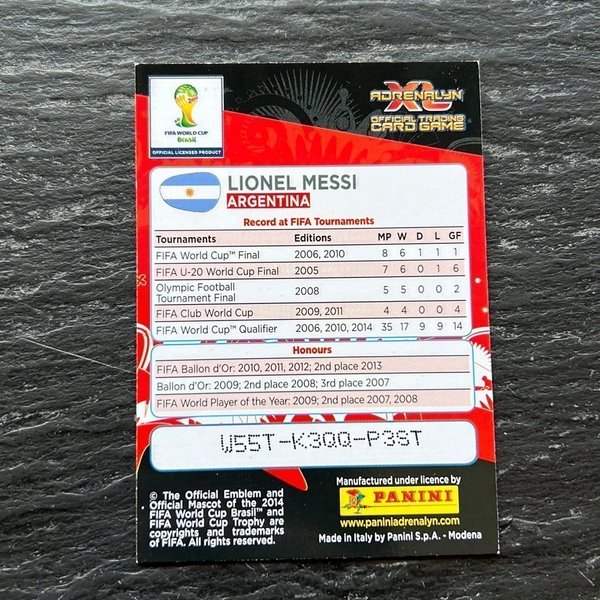 FIFA WORLD CUP
Brasil
OFFICIAL LICENSED PRODUCT
ADRENALYN
XL
OFFICIAL TRADING
CARD GAME
LIONEL MESSI
ARGENTINA
Record at FIFA Tournaments
Tournaments Editions MP W D L GF
FIFA World Cup™ Final 2006, 2010 8 6 1 1 1
FIFA U-20 World Cup Final 2005 7 6 0 1 6
Olympic Football
Tournament Final 2008 5 5 0 0 2
FIFA Club World Cup 2009, 2011 4 4 0 0 4
FIFA World Cup™ Qualifier 2006, 2010, 2014 35 17 9 9 14
Honours
FIFA Ballon d'Or: 2010, 2011, 2012; 2nd place 2013
Ballon d'Or: 2009; 2nd place 2008; 3rd place 2007
FIFA World Player of the Year: 2009; 2nd place 2007, 2008
W55T-K3QQ-P3ST
© The Official Emblem and
Official Mascot of the 2014
FIFA World Cup Brasil™ and
FIFA World Cup Trophy are
copyrights and trademarks
of FIFA. All rights reserved.
Manufactured under licence by
PANINI
www.paniniadrenalyn.com
Made in Italy by Panini S.p.A. - Modena